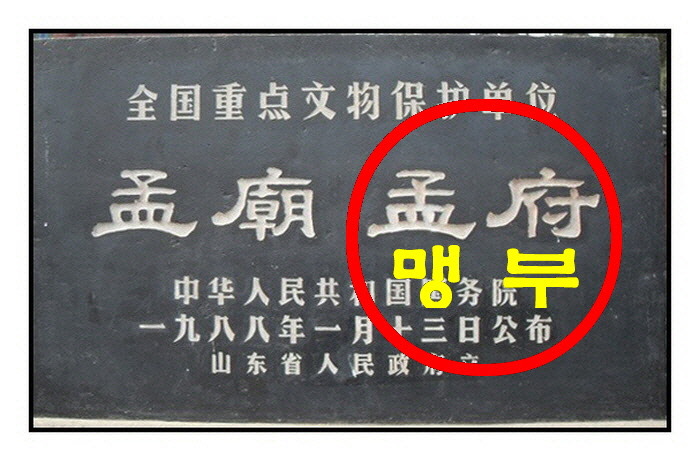 全国重点文物保护单位
孟廟 孟府
맹 부
中华人民共和国务院
一九八八年一月十三日公布
山东省人民政府立